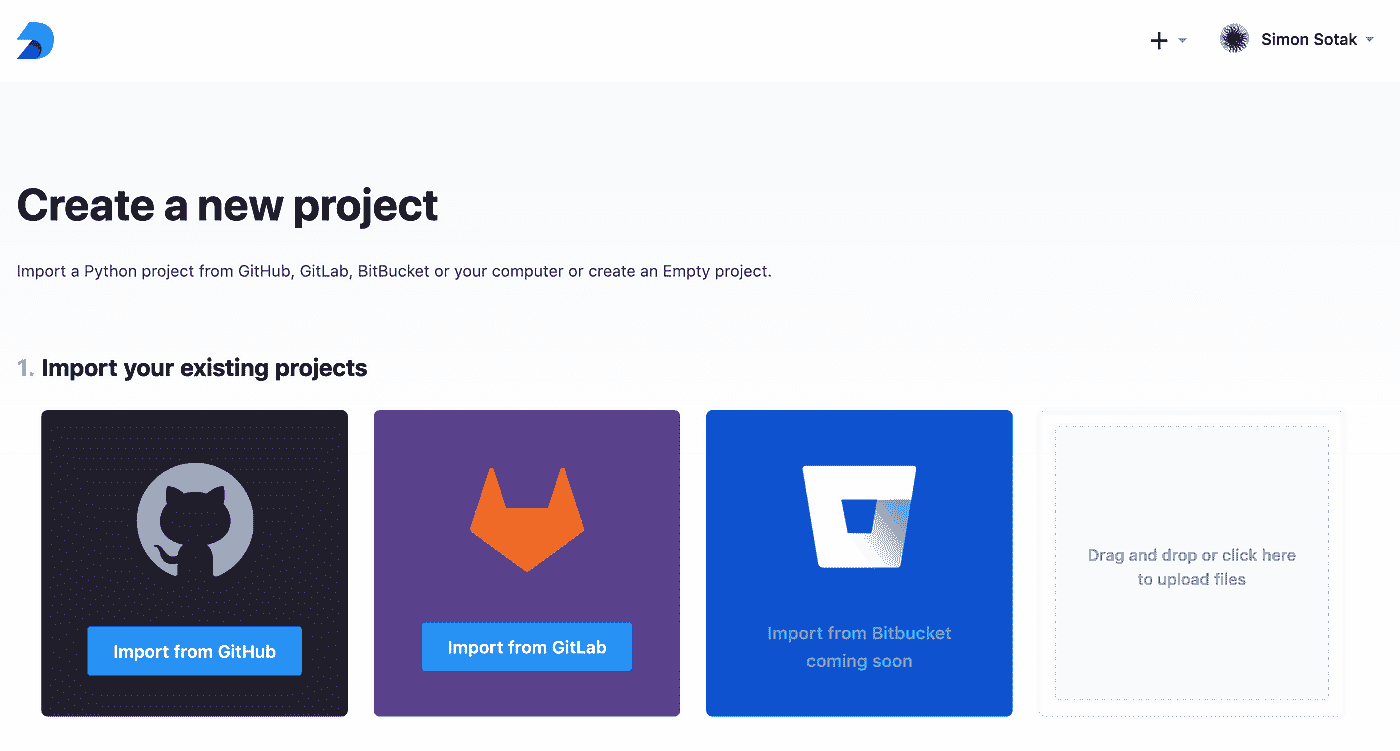 Simon Sotak
Create a new project
Import a Python project from GitHub, GitLab, BitBucket or your computer or create an Empty project.
1. Import your existing projects
Import from GitHub
Import from GitLab
Import from Bitbucket
coming soon
Drag and drop or click here
to upload files